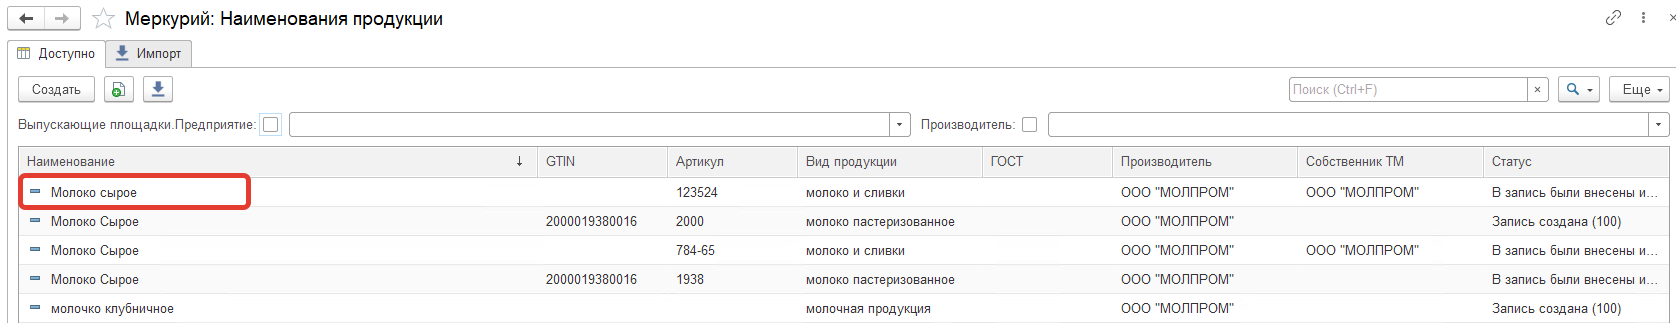 Меркурий: Наименования продукции
Доступно Импорт
Создать Поиск (Ctrl+F) × Еще
Выпускающие площадки.Предприятие: Производитель:
Наименование ↓ GTIN Артикул Вид продукции ГОСТ Производитель Собственник ТМ Статус
Молоко сырое 123524 молоко и сливки ООО "МОЛПРОМ" ООО "МОЛПРОМ" В запись были внесены и...
Молоко Сырое 2000019380016 2000 молоко пастеризованное ООО "МОЛПРОМ" Запись создана (100)
Молоко Сырое 784-65 молоко и сливки ООО "МОЛПРОМ" ООО "МОЛПРОМ" В запись были внесены и...
Молоко Сырое 2000019380016 1938 молоко пастеризованное ООО "МОЛПРОМ" В запись были внесены и...
молочко клубничное молочная продукция ООО "МОЛПРОМ" Запись создана (100)